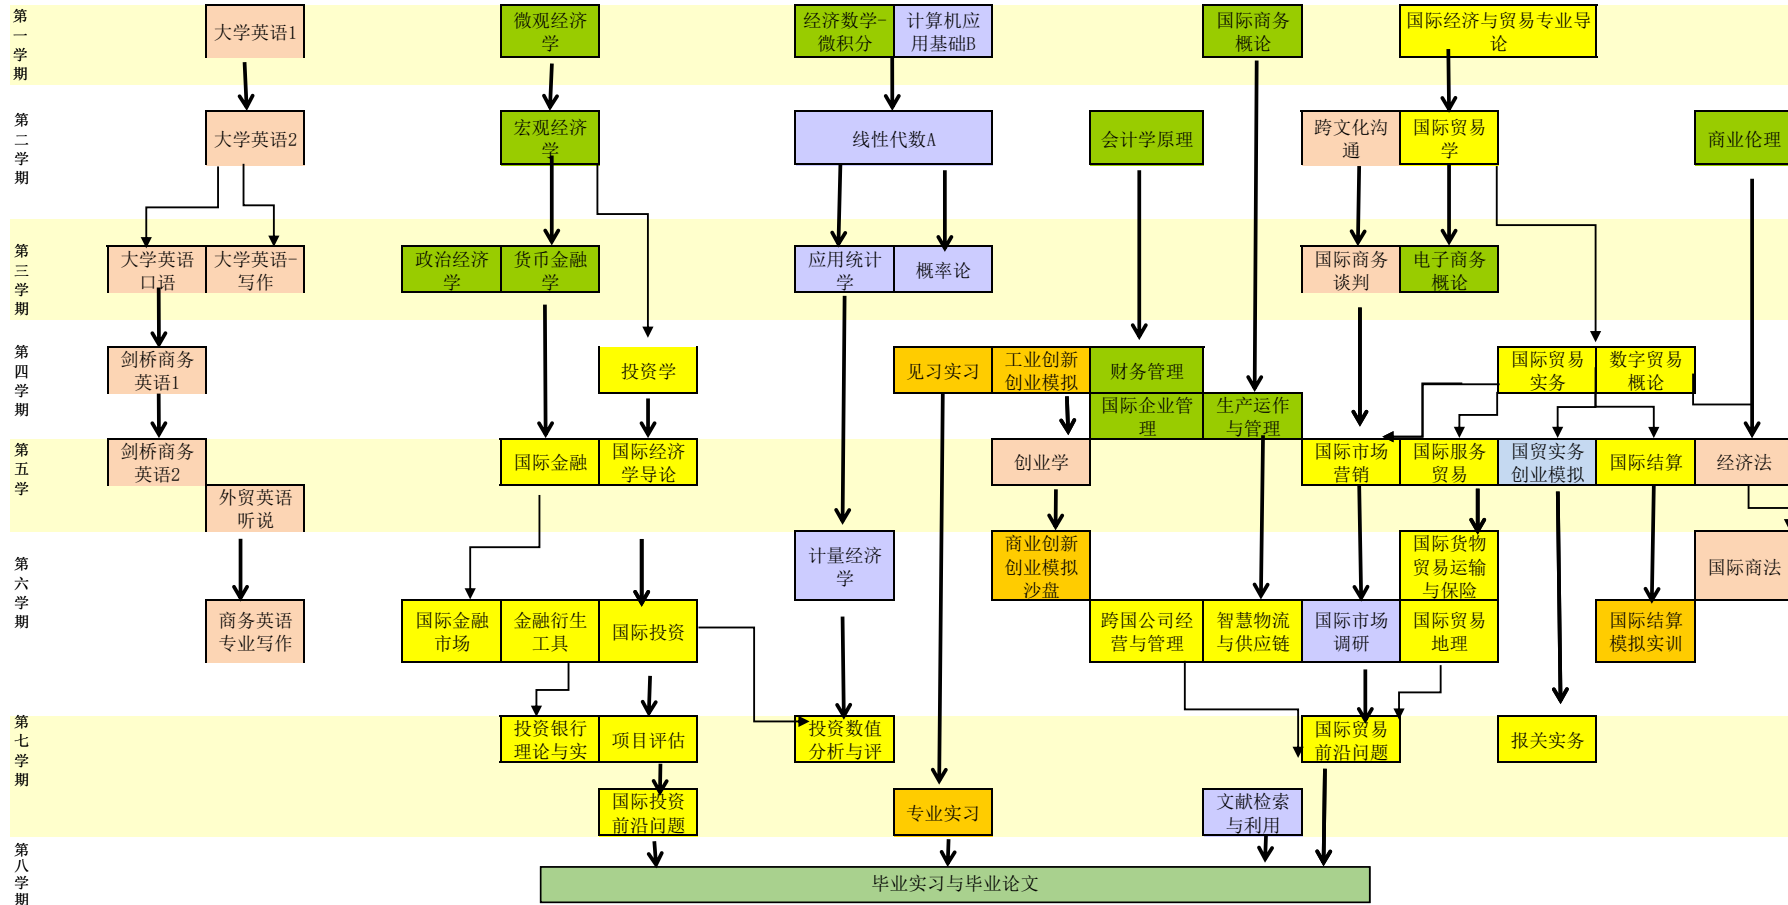 第
一
学
期
大学英语1
微观经济
学
经济数学-
微积分
计算机应
用基础B
国际商务
概论
国际经济与贸易专业导
论
第
二
学
期
大学英语2
宏观经济
学
线性代数A
会计学原理
跨文化沟
通
国际贸易
学
商业伦理
第
三
学
期
大学英语
口语
大学英语-
写作
政治经济
学
货币金融
学
应用统计
学
概率论
国际商务
谈判
电子商务
概论
第
四
学
期
剑桥商务
英语1
投资学
见习实习
工业创新
创业模拟
财务管理
国际贸易
实务
数字贸易
概论
国际企业管
理
生产运作
与管理
第
五
学
剑桥商务
英语2
国际金融
国际经济
学导论
创业学
国际市场
营销
国际服务
贸易
国贸实务
创业模拟
国际结算
经济法
外贸英语
听说
第
六
学
期
计量经济
学
商业创新
创业模拟
沙盘
国际货物
贸易运输
与保险
国际商法
商务英语
专业写作
国际金融
市场
金融衍生
工具
国际投资
跨国公司经
营与管理
智慧物流
与供应链
国际市场
调研
国际贸易
地理
国际结算
模拟实训
第
七
学
期
投资银行
理论与实
项目评估
投资数值
分析与评
国际贸易
前沿问题
报关实务
国际投资
前沿问题
专业实习
文献检索
与利用
第
八
学
期
毕业实习与毕业论文